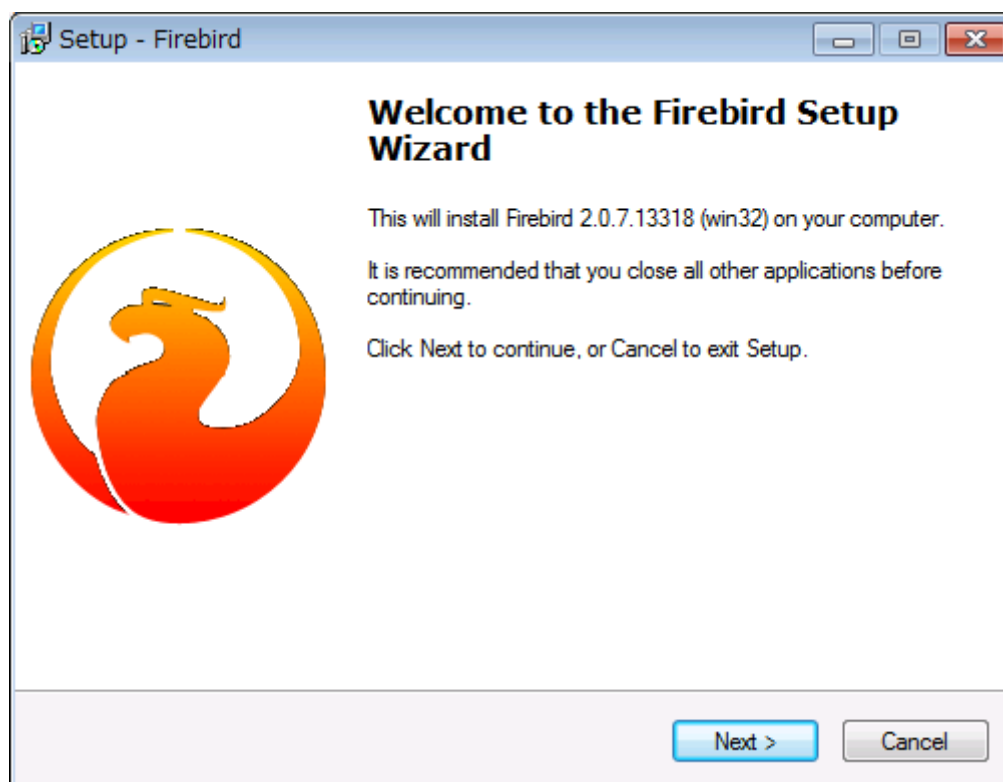 Setup - Firebird
Welcome to the Firebird Setup
Wizard
This will install Firebird 2.0.7.13318 (win32) on your computer.
It is recommended that you close all other applications before
continuing.
Click Next to continue, or Cancel to exit Setup.
Next >
Cancel